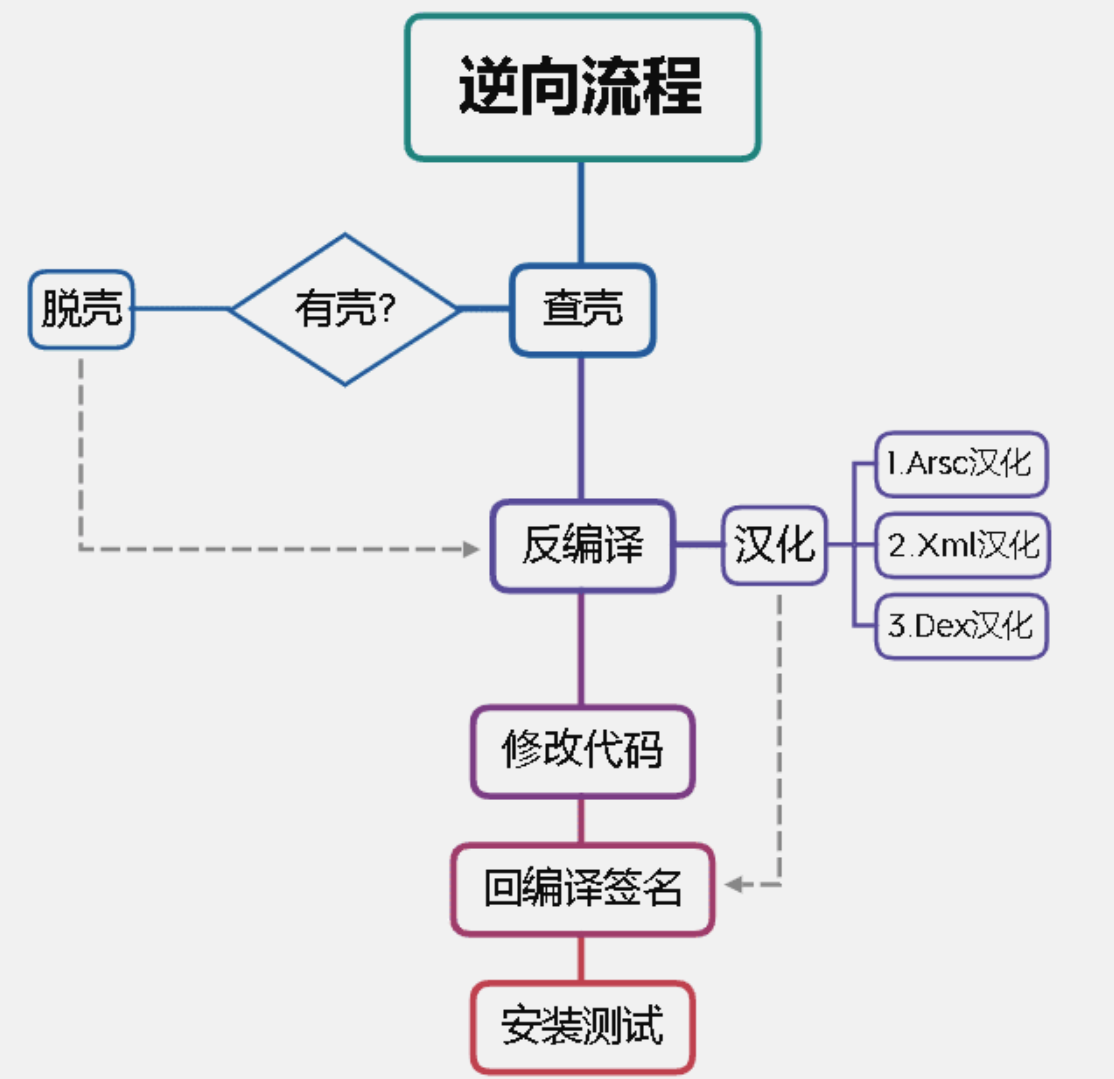 逆向流程
脱壳
有壳?
查壳
反编译
汉化
1.Arsc汉化
2.Xml汉化
3.Dex汉化
修改代码
回编译签名
安装测试